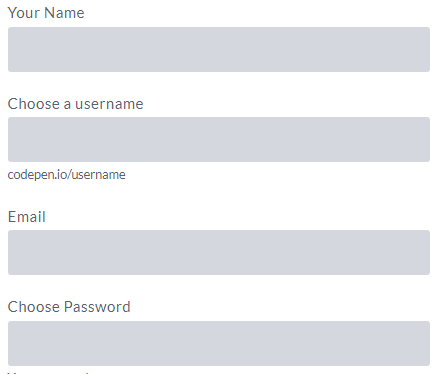 Your Name
Choose a username
codepen.io/username
Email
Choose Password